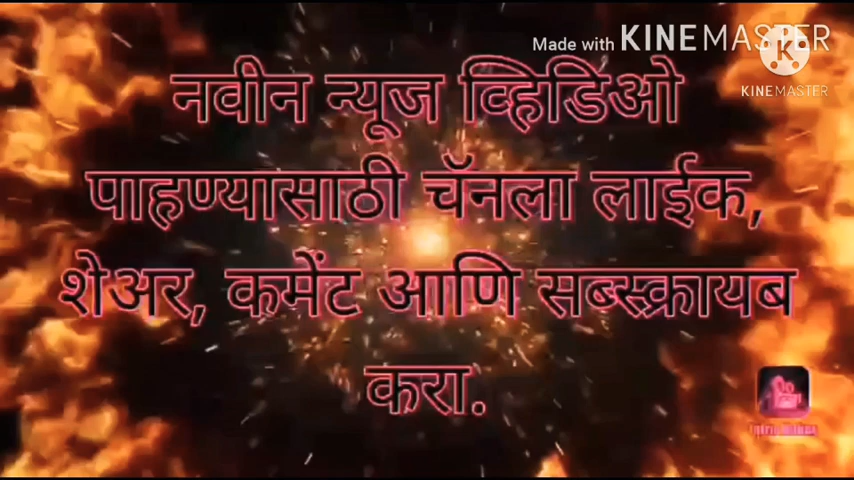 Made with KINEMASTER
K
KINEMASTER
नवीन न्यूज व्हिडिओ
पाहण्यासाठी चॅनला लाईक,
शेअर, कमेंट आणि सब्स्क्रायब
करा.